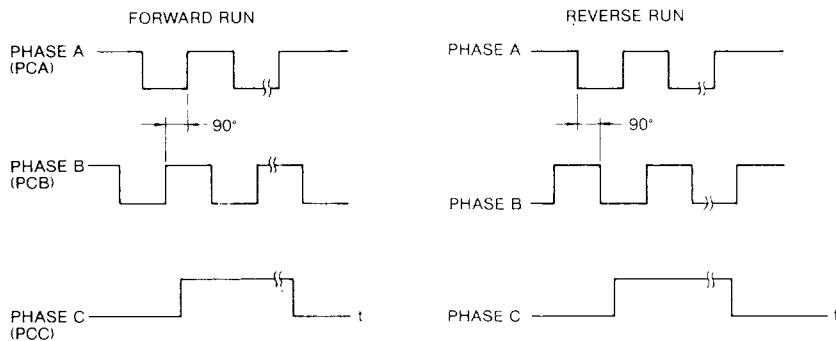 FORWARD RUN
PHASE A
(PCA)
90°
PHASE B
(PCB)
PHASE C
(PCC)
t
REVERSE RUN
PHASE A
90°
PHASE B
PHASE C
t